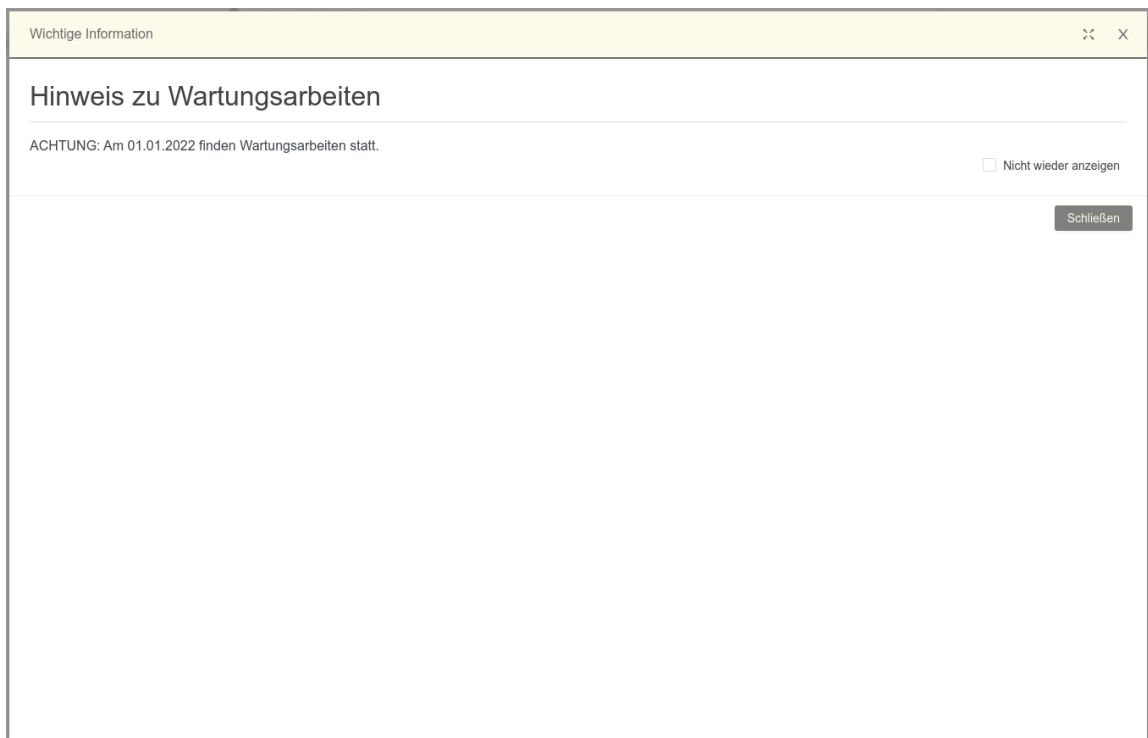 Wichtige Information
Hinweis zu Wartungsarbeiten
ACHTUNG: Am 01.01.2022 finden Wartungsarbeiten statt.
Nicht wieder anzeigen
Schließen